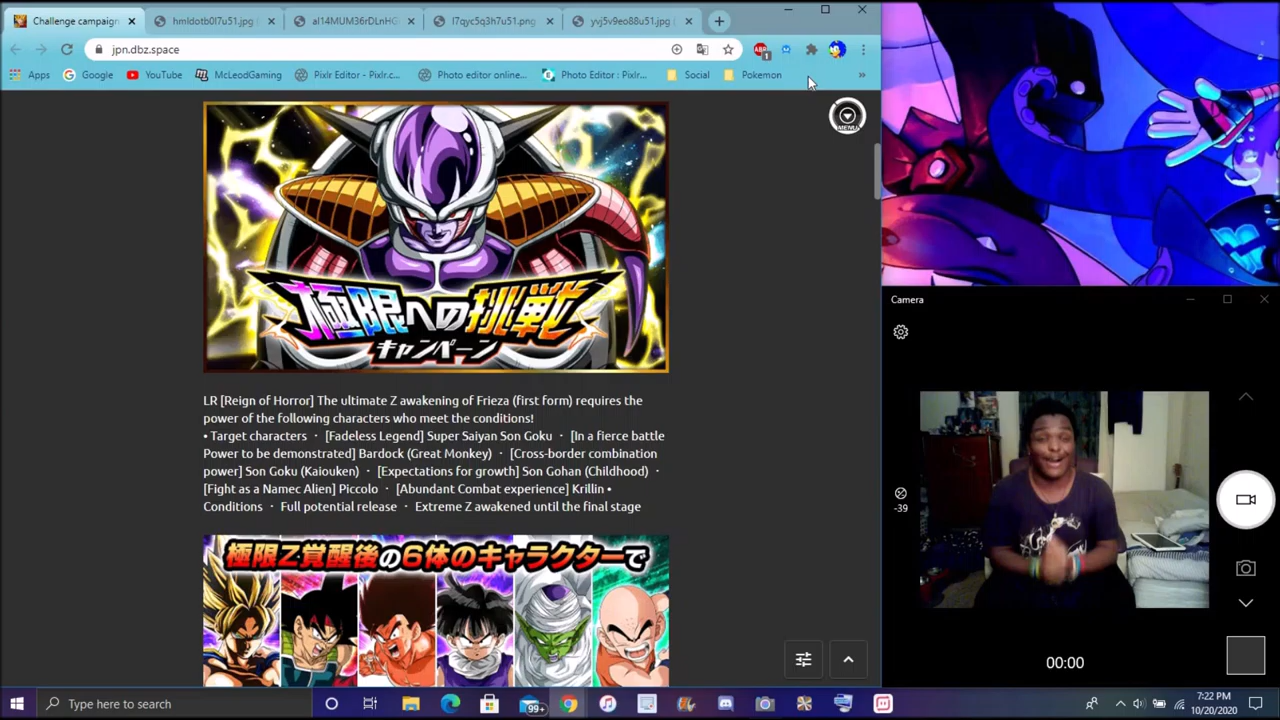 Challenge campaign
hmldotb0l7u51.jpg (
al14MUM36rDLnHG
l7qyc5q3h7u51.png (
yvj5v9eo88u51.jpg (
jpn.dbz.space
Apps
Google
YouTube
McLeodGaming
Pixlr Editor - Pixlr.c...
Photo editor online...
Photo Editor : Pixlr...
Social
Pokemon
»
1
MENU
極限への挑戦
キャンペーン
LR [Reign of Horror] The ultimate Z awakening of Frieza (first form) requires the
power of the following characters who meet the conditions!
• Target characters ・ [Fadeless Legend] Super Saiyan Son Goku ・ [In a fierce battle
Power to be demonstrated] Bardock (Great Monkey) ・ [Cross-border combination
power] Son Goku (Kaiouken) ・ [Expectations for growth] Son Gohan (Childhood) ・
[Fight as a Namec Alien] Piccolo ・ [Abundant Combat experience] Krillin •
Conditions ・ Full potential release ・ Extreme Z awakened until the final stage
極限Z覚醒後の6体のキャラクターで
Camera
-39
00:00
Type here to search
99+
7:22 PM
10/20/2020